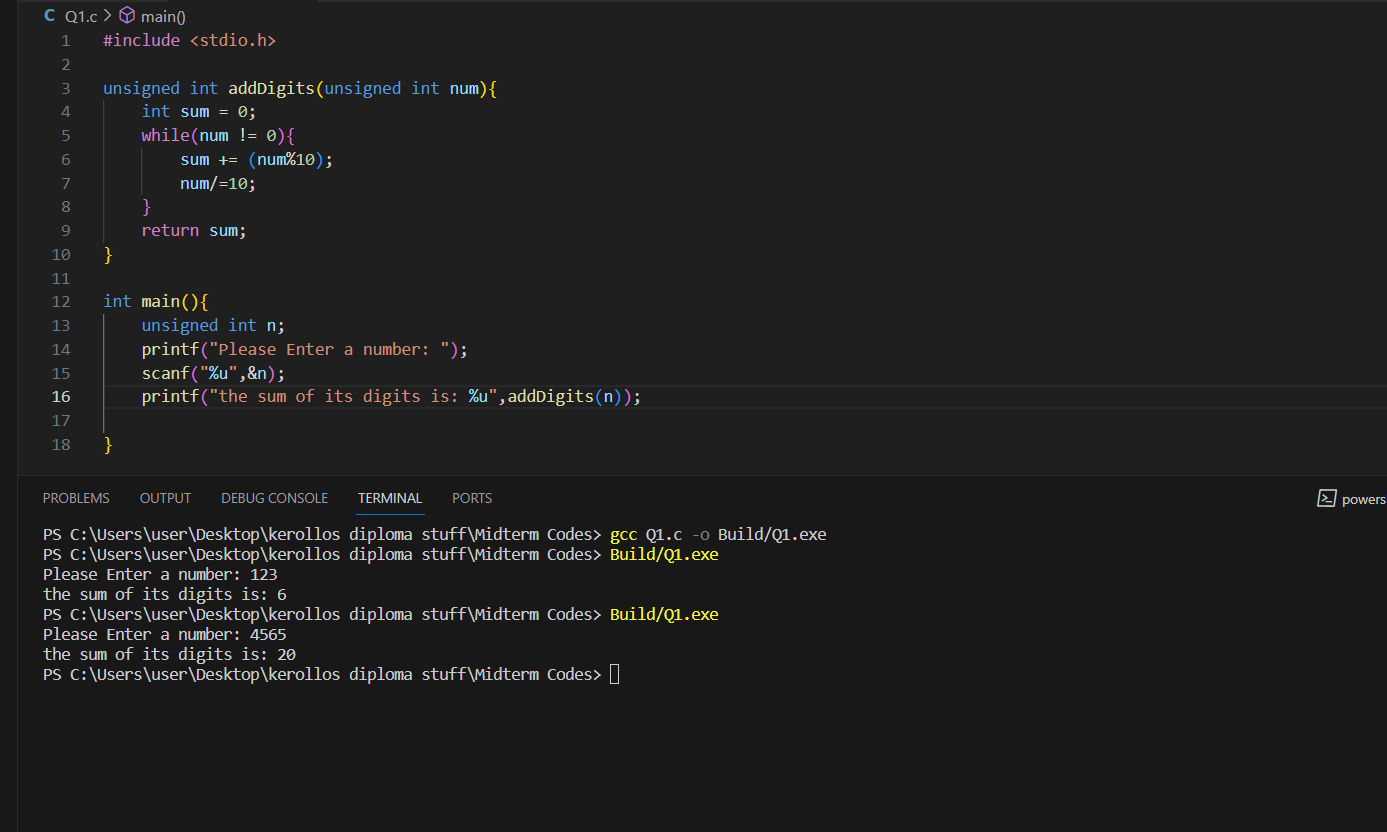 C Q1.c > main()
1 #include <stdio.h>
2
3 unsigned int addDigits(unsigned int num){
4 int sum = 0;
5 while(num != 0){
6 sum += (num%10);
7 num/=10;
8 }
9 return sum;
10 }
11
12 int main(){
13 unsigned int n;
14 printf("Please Enter a number: ");
15 scanf("%u",&n);
16 printf("the sum of its digits is: %u",addDigits(n));
17
18 }
PROBLEMS OUTPUT DEBUG CONSOLE TERMINAL PORTS powers
PS C:\Users\user\Desktop\kerollos diploma stuff\Midterm Codes> gcc Q1.c -o Build/Q1.exe
PS C:\Users\user\Desktop\kerollos diploma stuff\Midterm Codes> Build/Q1.exe
Please Enter a number: 123
the sum of its digits is: 6
PS C:\Users\user\Desktop\kerollos diploma stuff\Midterm Codes> Build/Q1.exe
Please Enter a number: 4565
the sum of its digits is: 20
PS C:\Users\user\Desktop\kerollos diploma stuff\Midterm Codes>